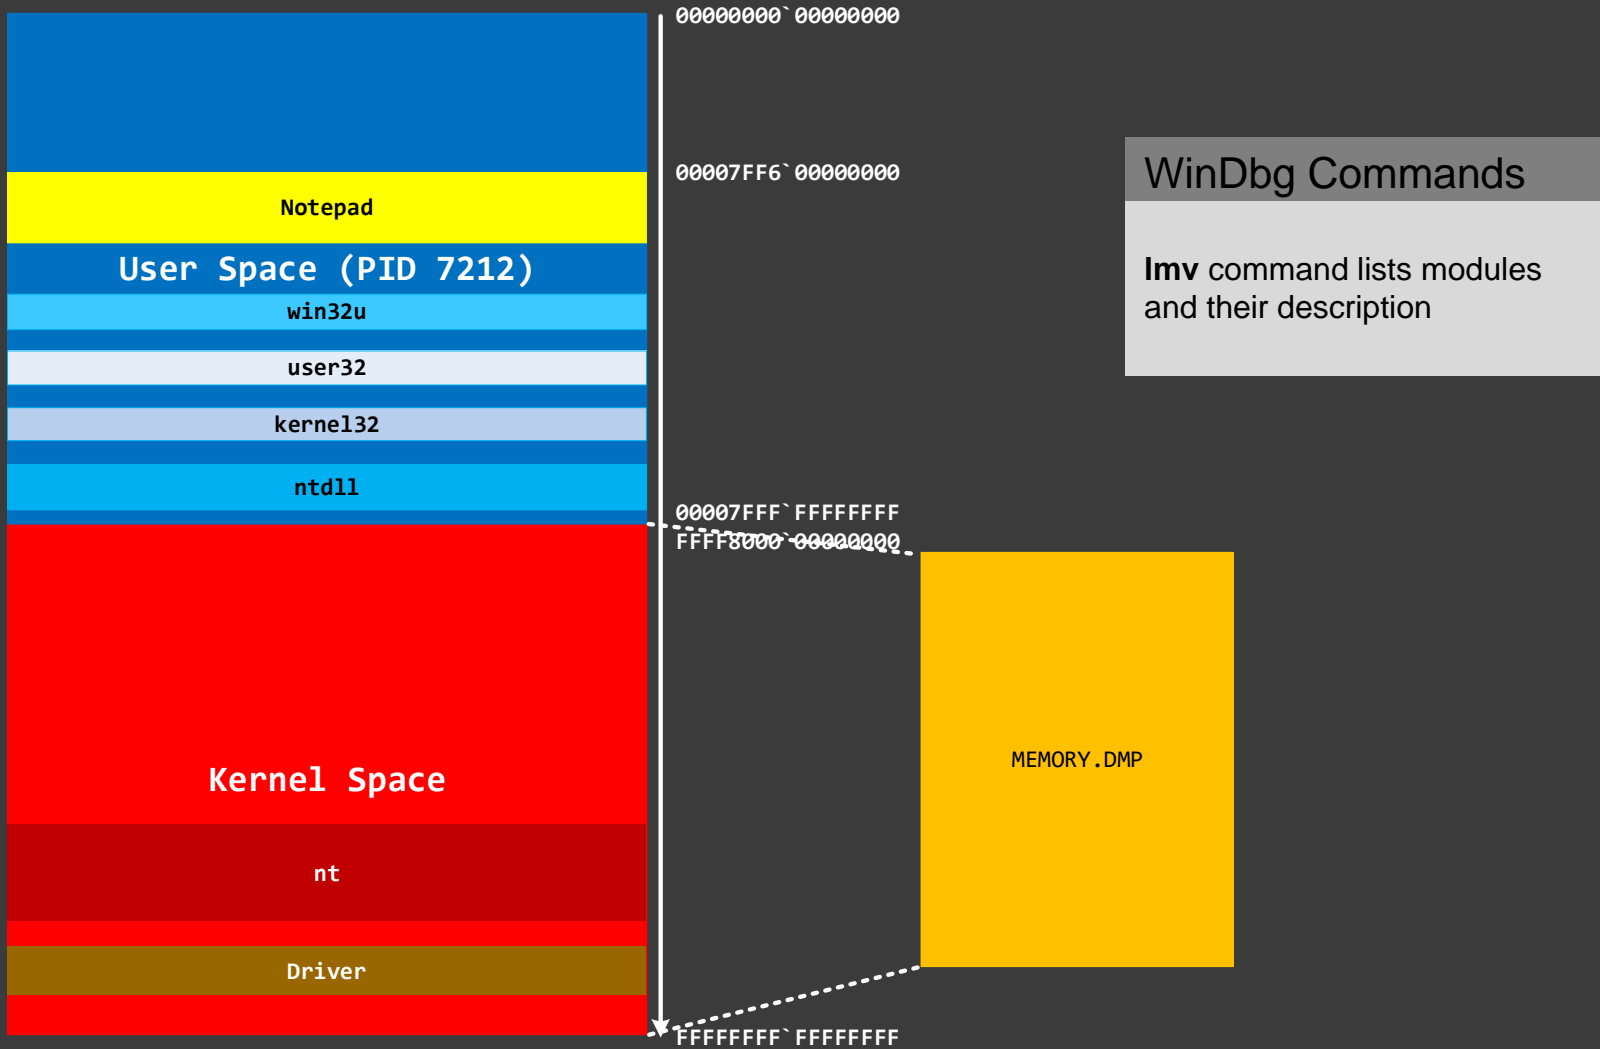 00000000`00000000
00007FF6`00000000
WinDbg Commands
Notepad
lmv command lists modules
and their description
User Space (PID 7212)
win32u
user32
kernel32
ntdll
00007FFF`FFFFFFFF
FFFF8000`00000000
MEMORY.DMP
Kernel Space
nt
Driver
FFFFFFFF`FFFFFFFF